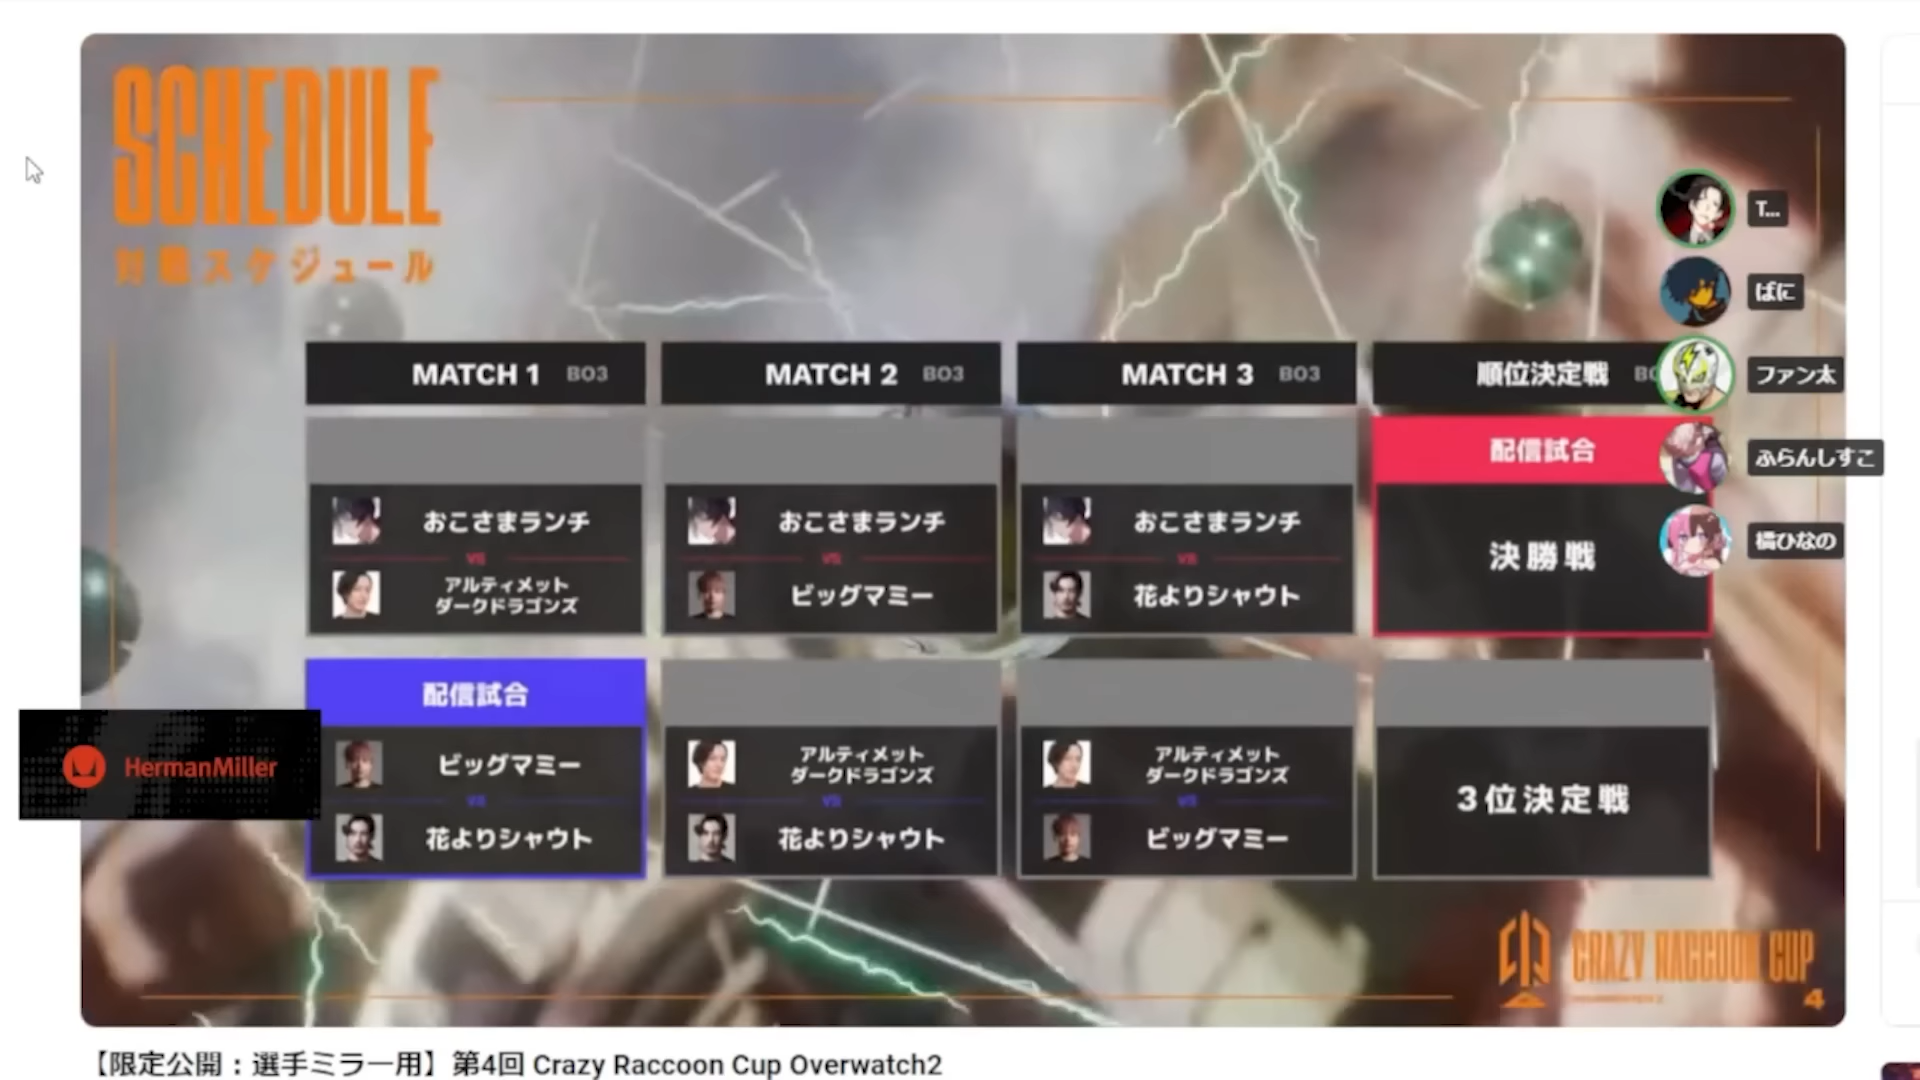 SCHEDULE
対戦スケジュール
MATCH 1 BO3
MATCH 2 BO3
MATCH 3 BO3
順位決定戦
おこさまランチ
VS
アルティメット
ダークドラゴンズ
おこさまランチ
VS
ビッグマミー
おこさまランチ
VS
花よりシャウト
配信試合
決勝戦
配信試合
ビッグマミー
VS
花よりシャウト
アルティメット
ダークドラゴンズ
VS
花よりシャウト
アルティメット
ダークドラゴンズ
VS
ビッグマミー
3位決定戦
T...
ばに
ファン太
ふらんしすこ
橘ひなの
HermanMiller
CRAZY RACCOON CUP
4
【限定公開：選手ミラー用】第4回 Crazy Raccoon Cup Overwatch2